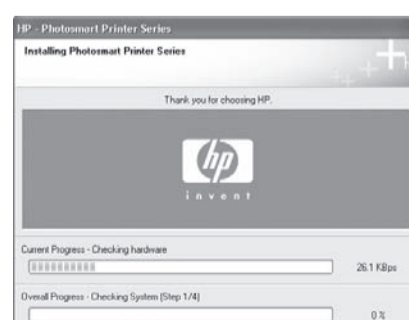 HP - Photosmart Printer Series
Installing Photosmart Printer Series
Thank you for choosing HP.
hp
invent
Current Progress - Checking hardware
26.1 KBps
Overall Progress - Checking System (Step 1/4)
0 %